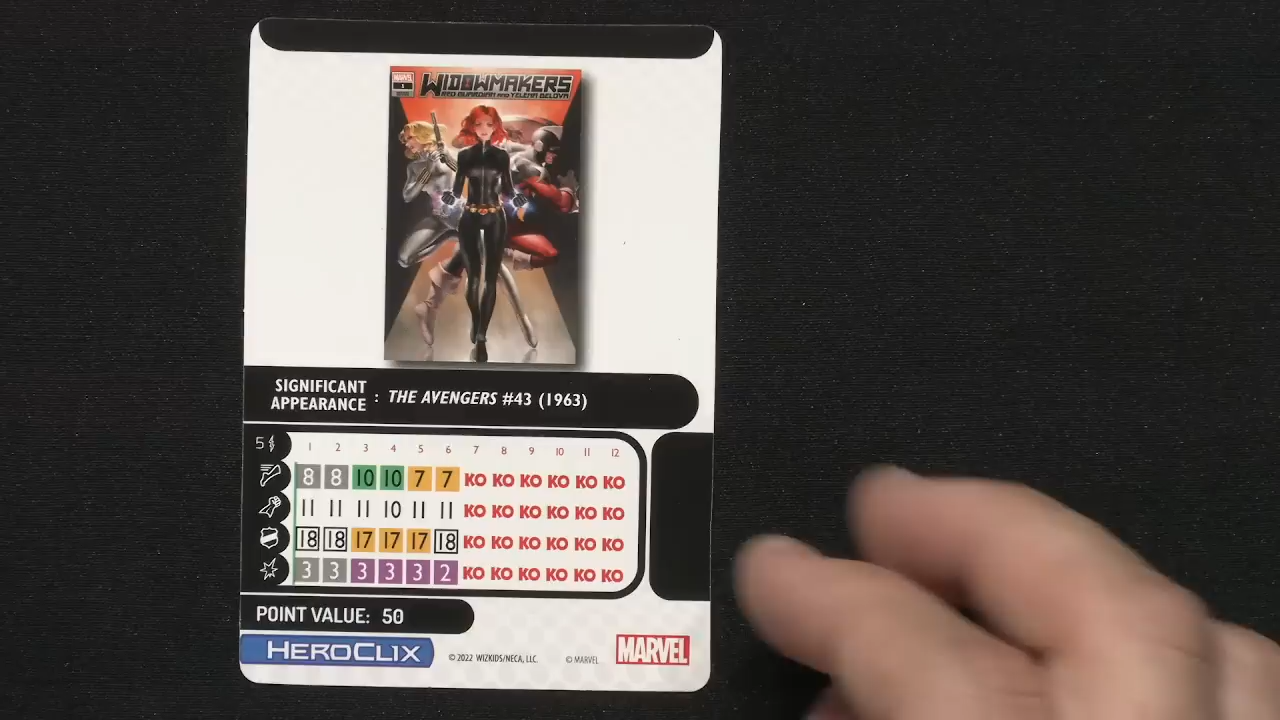 MARVEL
1
WIDOWMAKERS
RED GUARDIAN AND YELENA BELOVA
SIGNIFICANT
APPEARANCE : THE AVENGERS #43 (1963)
5 1 2 3 4 5 6 7 8 9 10 11 12
8 8 10 10 7 7 KO KO KO KO KO KO
11 11 11 10 11 11 KO KO KO KO KO KO
18 18 17 17 17 18 KO KO KO KO KO KO
3 3 3 3 3 2 KO KO KO KO KO KO
POINT VALUE: 50
HEROCLIX © 2022 WIZKIDS/NECA, LLC. © MARVEL MARVEL